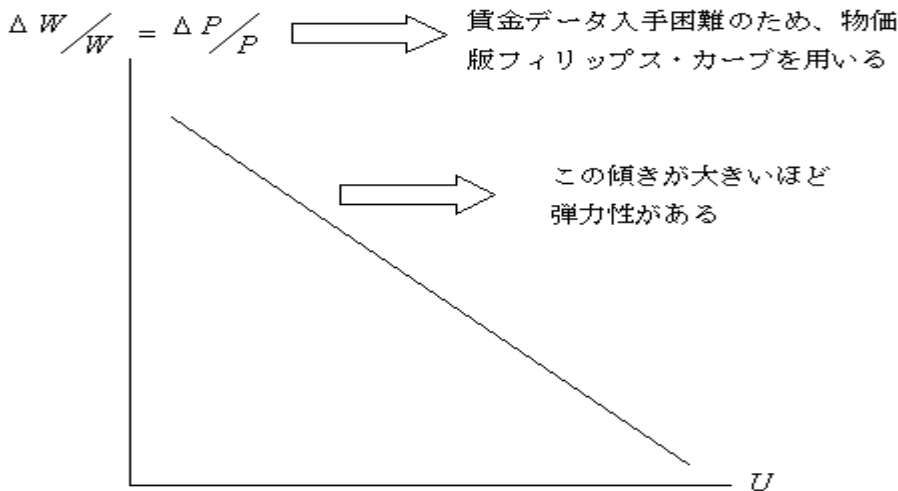 ΔW/W = ΔP/P
賃金データ入手困難のため、物価
版フィリップス・カーブを用いる
この傾きが大きいほど
弾力性がある
U